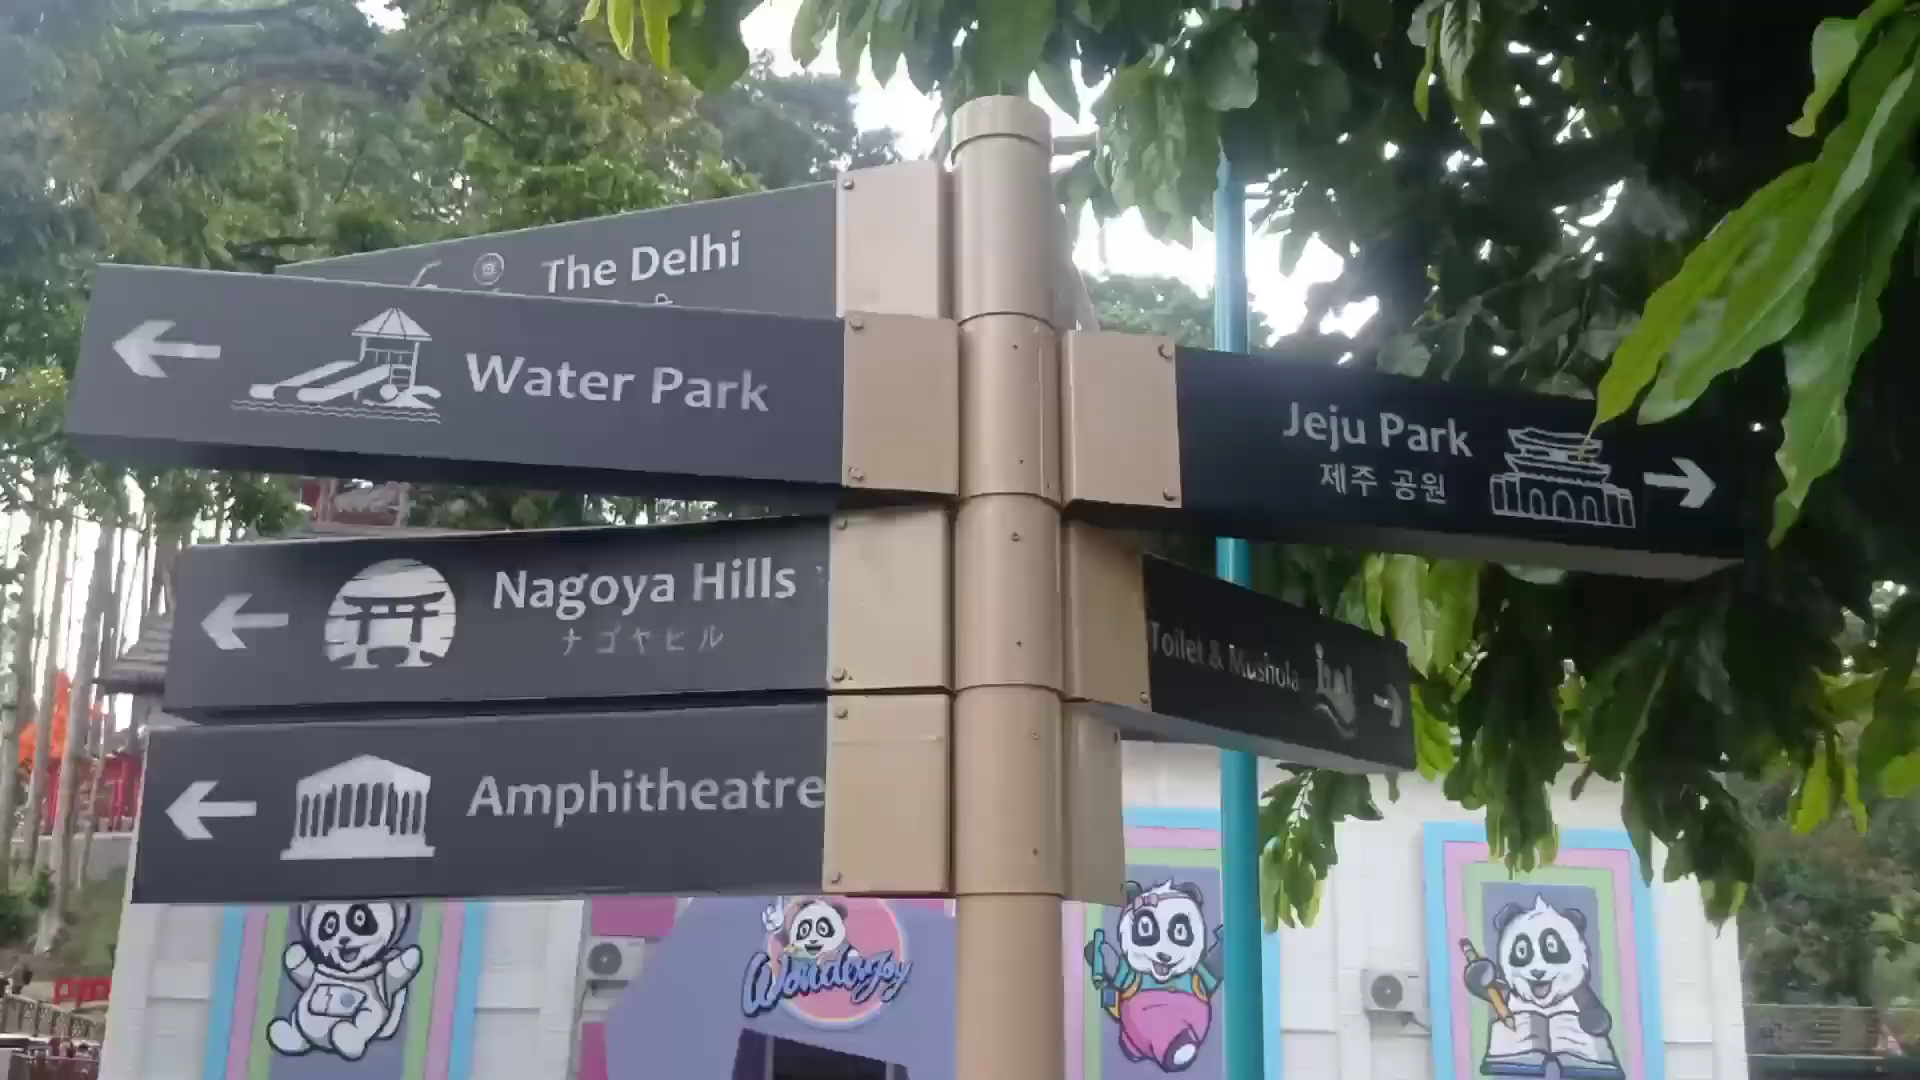 The Delhi
Water Park
Jeju Park
제주 공원
Nagoya Hills
ナゴヤヒル
Toilet & Mushola
Amphitheatre
Wonderjoy